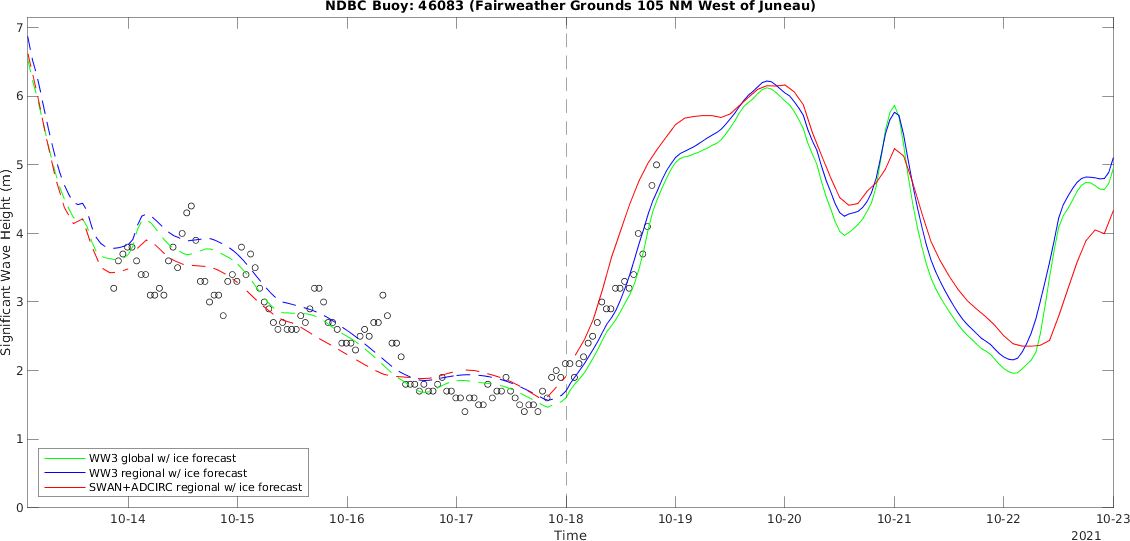 NDBC Buoy: 46083 (Fairweather Grounds 105 NM West of Juneau)
7
6
5
4
3
2
1
0
Significant Wave Height (m)
WW3 global w/ ice forecast
WW3 regional w/ ice forecast
SWAN+ADCIRC regional w/ ice forecast
10-14 10-15 10-16 10-17 10-18 10-19 10-20 10-21 10-22 10-23
Time
2021